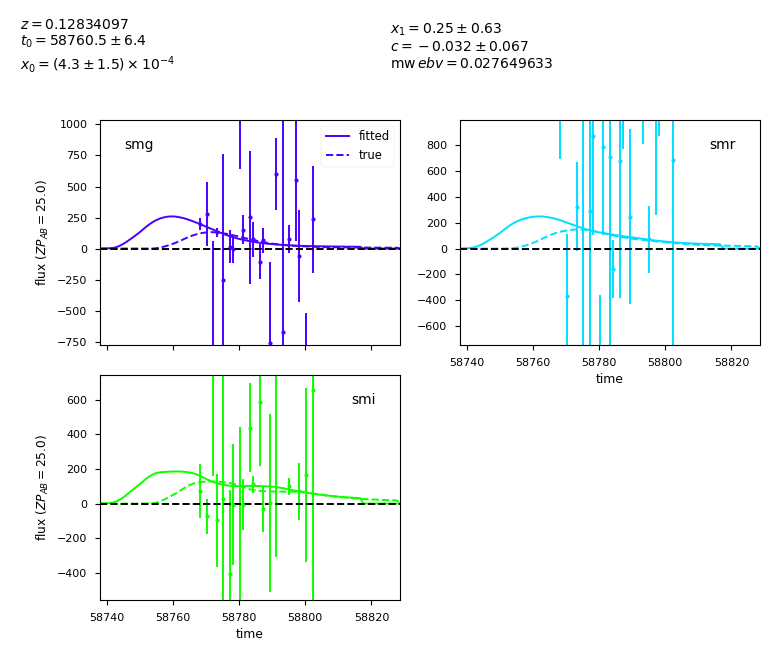 z = 0.12834097
t₀ = 58760.5 ± 6.4
x₀ = (4.3 ± 1.5) × 10⁻⁴
x₁ = 0.25 ± 0.63
c = −0.032 ± 0.067
mw ebv = 0.027649633
smg
fitted
true
flux (ZP_AB = 25.0)
1000
750
500
250
0
−250
−500
−750
smr
800
600
400
200
0
−200
−400
−600
58740 58760 58780 58800 58820
time
smi
flux (ZP_AB = 25.0)
600
400
200
0
−200
−400
58740 58760 58780 58800 58820
time